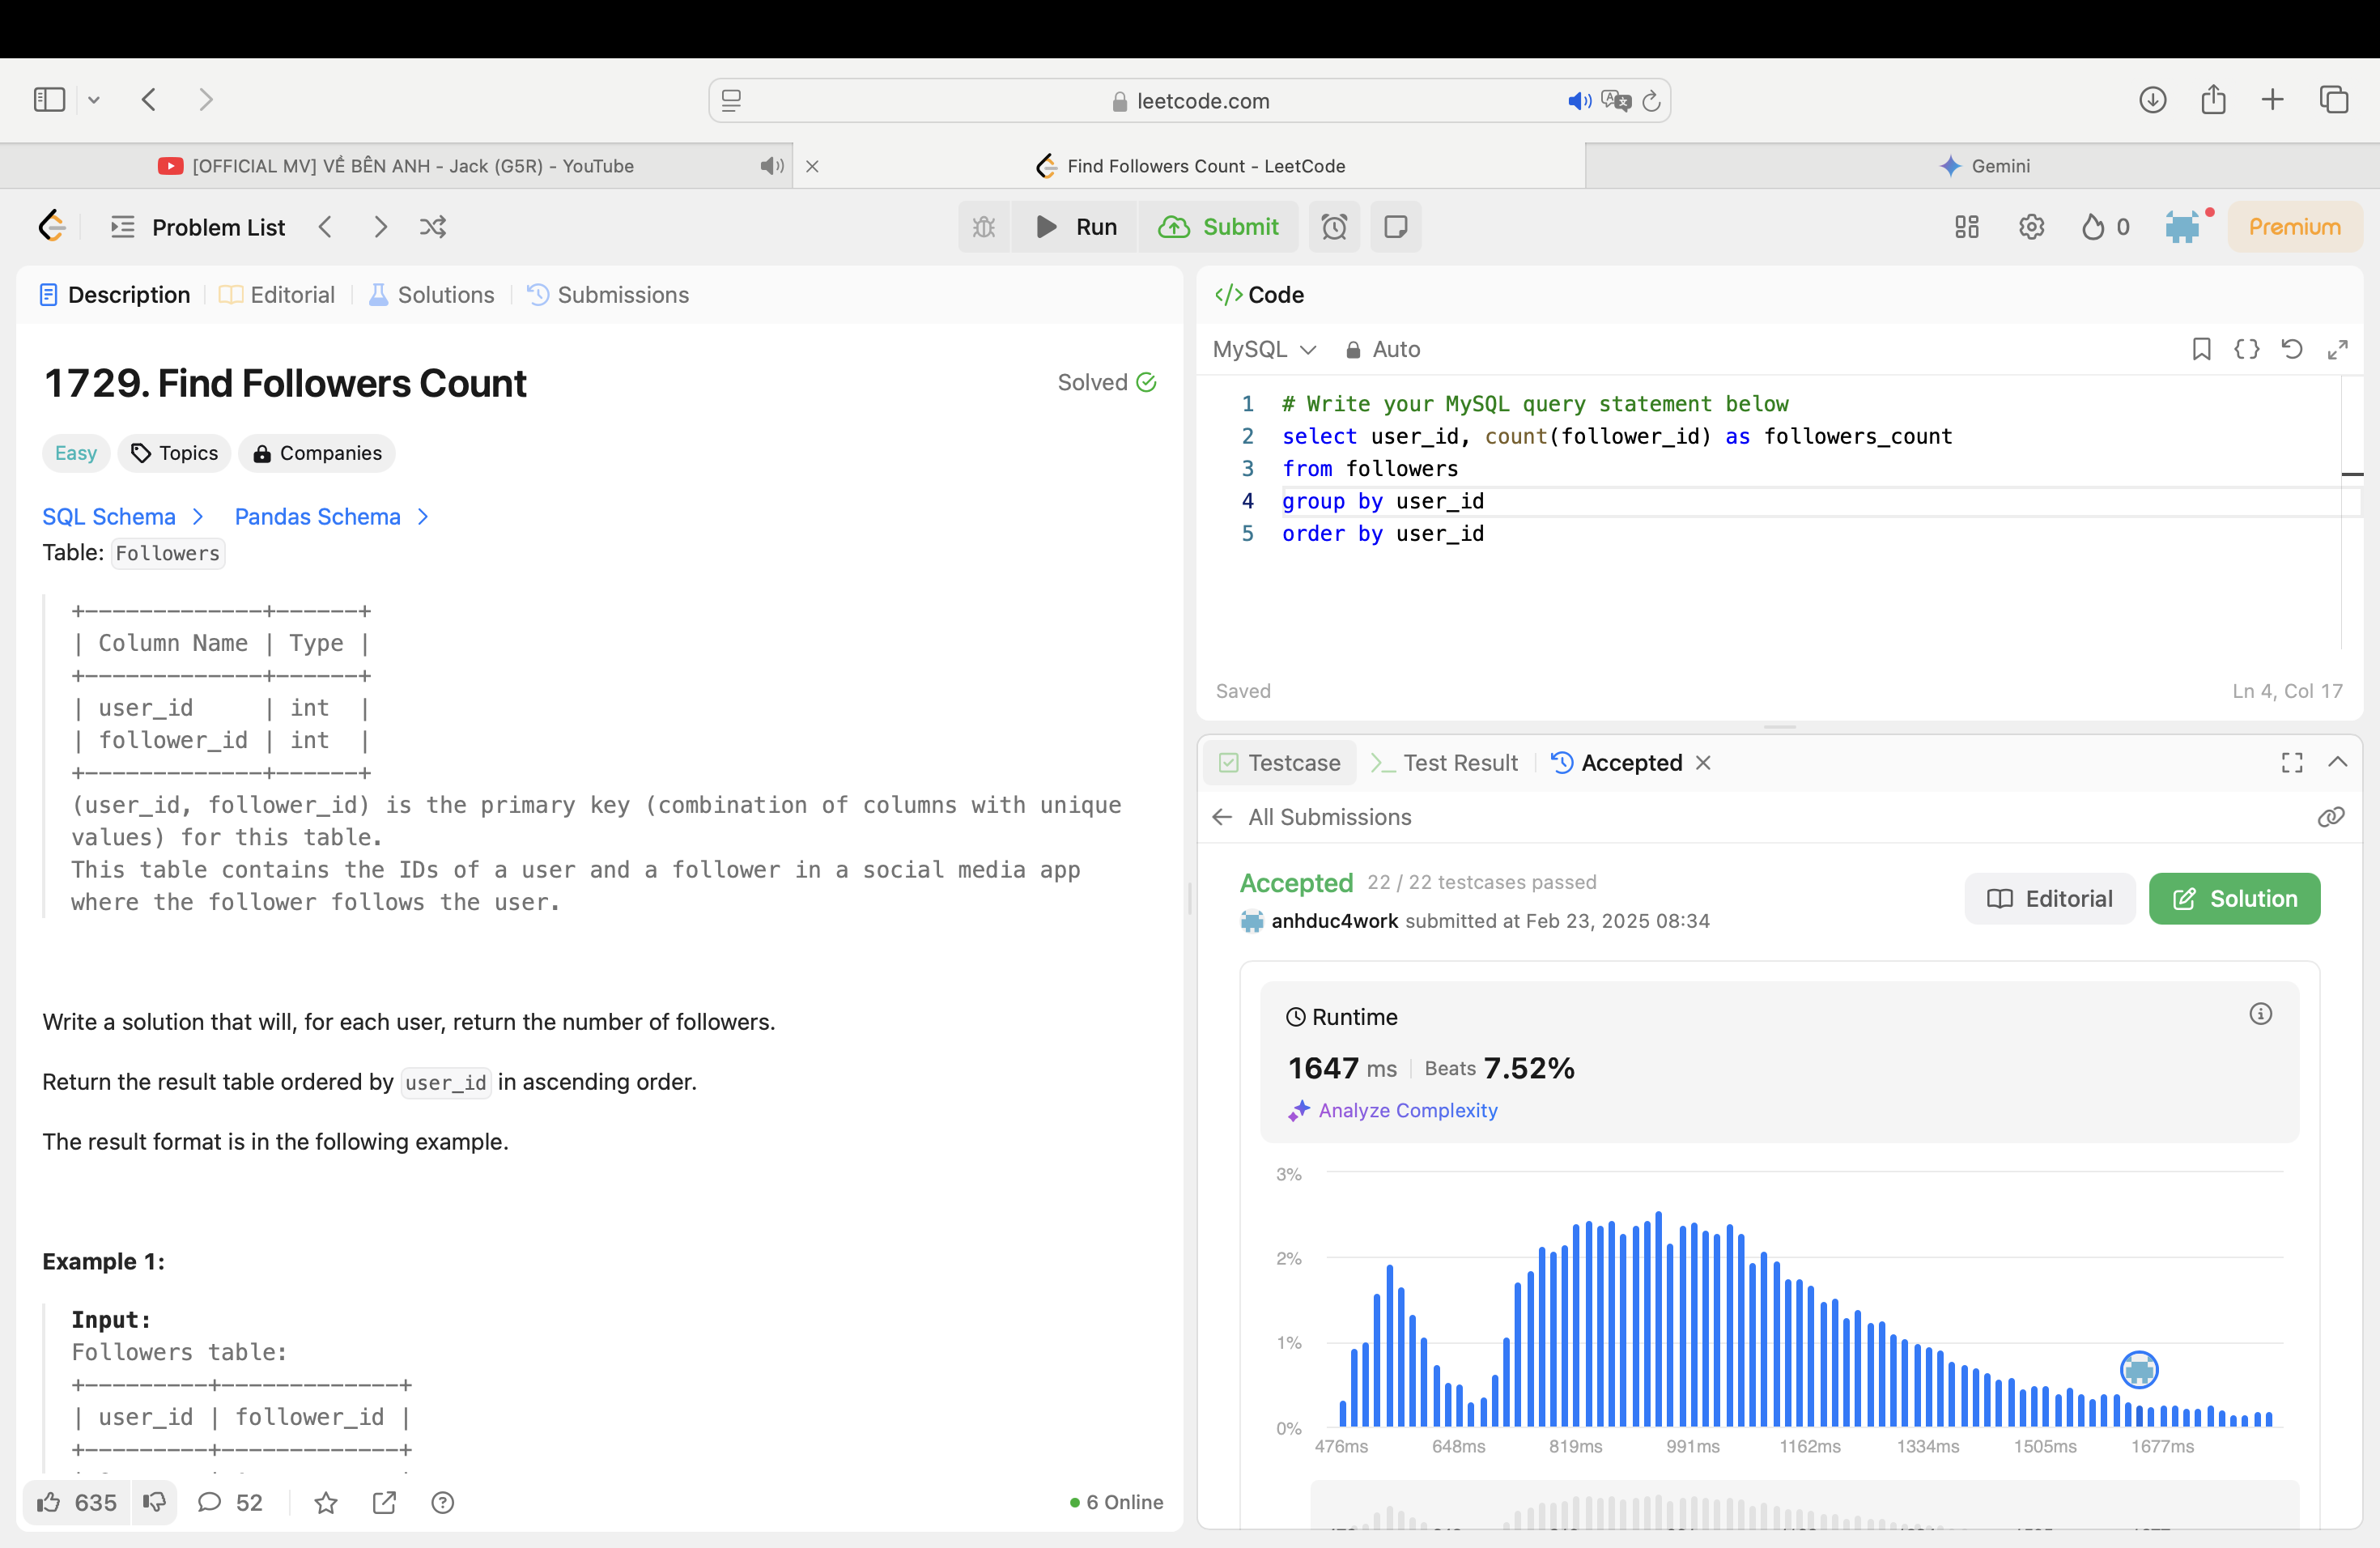 leetcode.com
[OFFICIAL MV] VỀ BÊN ANH - Jack (G5R) - YouTube
Find Followers Count - LeetCode
Gemini
Problem List
Run
Submit
0
Premium
Description
Editorial
Solutions
Submissions
1729. Find Followers Count
Solved
Easy
Topics
Companies
SQL Schema
Pandas Schema
Table: Followers
+-------------+------+
| Column Name | Type |
+-------------+------+
| user_id     | int  |
| follower_id | int  |
+-------------+------+
(user_id, follower_id) is the primary key (combination of columns with unique
values) for this table.
This table contains the IDs of a user and a follower in a social media app
where the follower follows the user.
Write a solution that will, for each user, return the number of followers.
Return the result table ordered by user_id in ascending order.
The result format is in the following example.
Example 1:
Input:
Followers table:
+---------+-------------+
| user_id | follower_id |
+---------+-------------+
635
52
6 Online
</> Code
MySQL
Auto
1 # Write your MySQL query statement below
2 select user_id, count(follower_id) as followers_count
3 from followers
4 group by user_id
5 order by user_id
Saved
Ln 4, Col 17
Testcase
Test Result
Accepted
All Submissions
Accepted 22 / 22 testcases passed
anhduc4work submitted at Feb 23, 2025 08:34
Editorial
Solution
Runtime
1647 ms | Beats 7.52%
Analyze Complexity
3%
2%
1%
0%
476ms 648ms 819ms 991ms 1162ms 1334ms 1505ms 1677ms